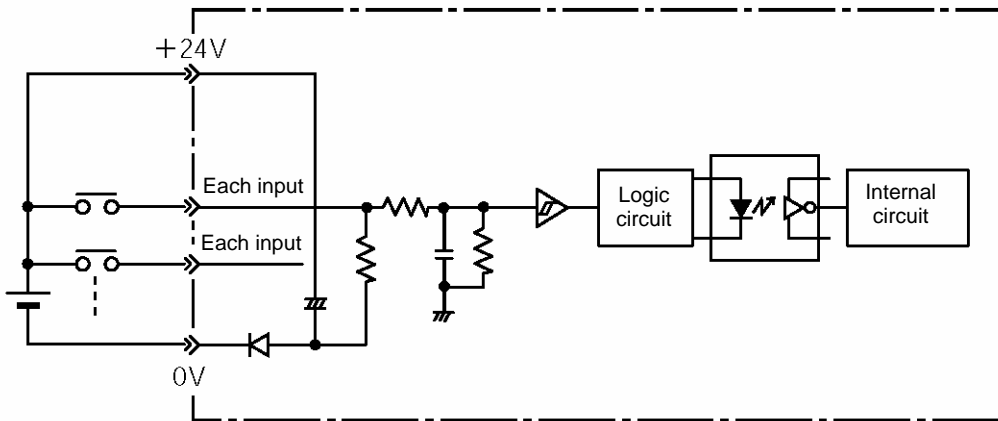 +24V
Each input
Each input
Logic
circuit
Internal
circuit
0V